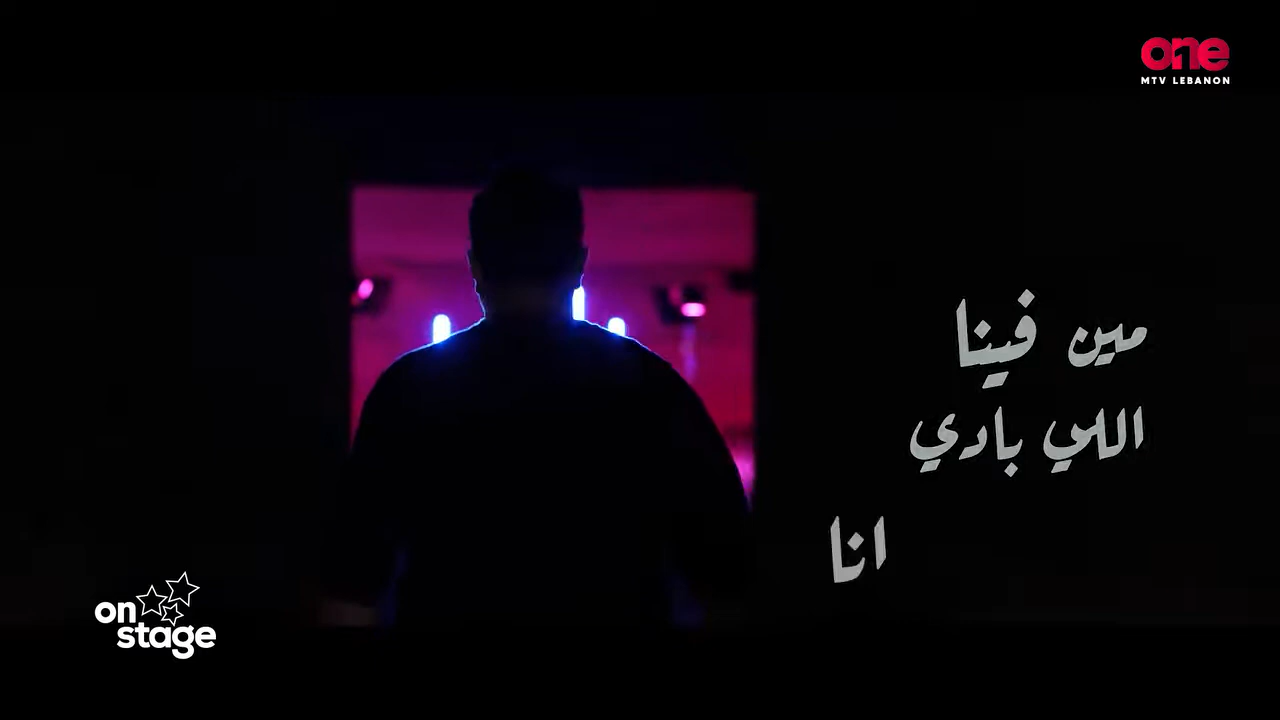 one
MTV LEBANON
مين فينا
اللي بادي
انا
on
stage